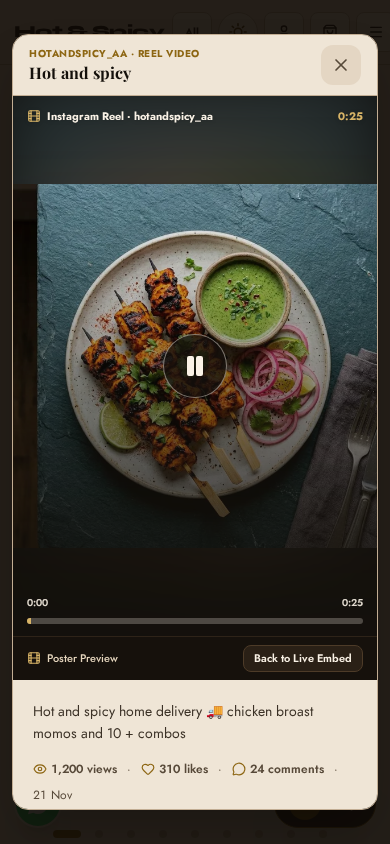 Hot & Spicy
HOTANDSPICY_AA · REEL VIDEO
Hot and spicy
Instagram Reel · hotandspicy_aa
0:25
0:00
0:25
Poster Preview
Back to Live Embed
Hot and spicy home delivery 🚚 chicken broast
momos and 10 + combos
1,200 views · 310 likes · 24 comments ·
21 Nov